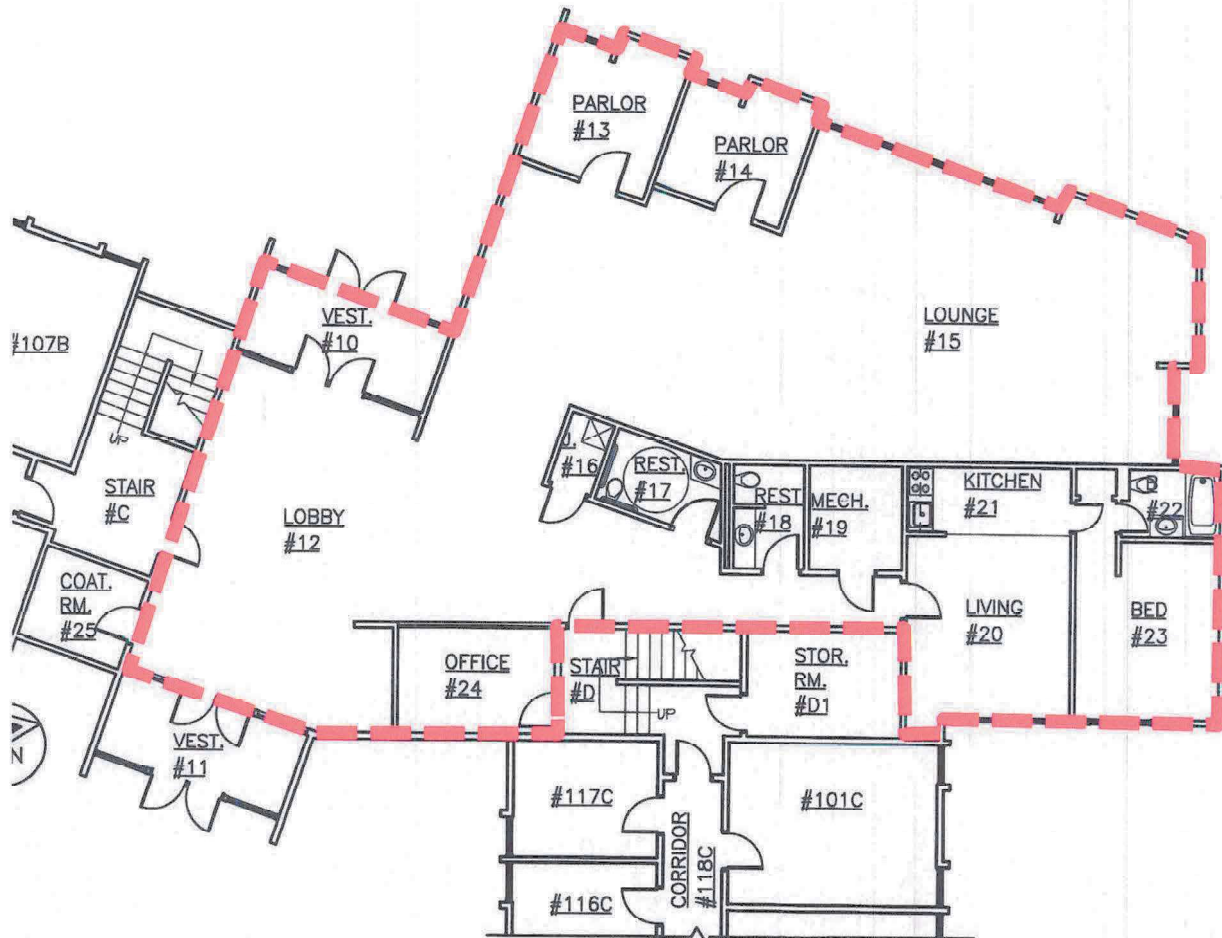 PARLOR
#13
PARLOR
#14
VEST.
#10
LOUNGE
#15
#107B
UP
STAIR
#C
J.
#16
REST.
#17
REST.
#18
MECH.
#19
KITCHEN
#21
B
#22
LOBBY
#12
COAT.
RM.
#25
LIVING
#20
BED
#23
OFFICE
#24
STAIR
#D
UP
STOR.
RM.
#D1
N
VEST.
#11
#117C
#101C
CORRIDOR
#118C
#116C